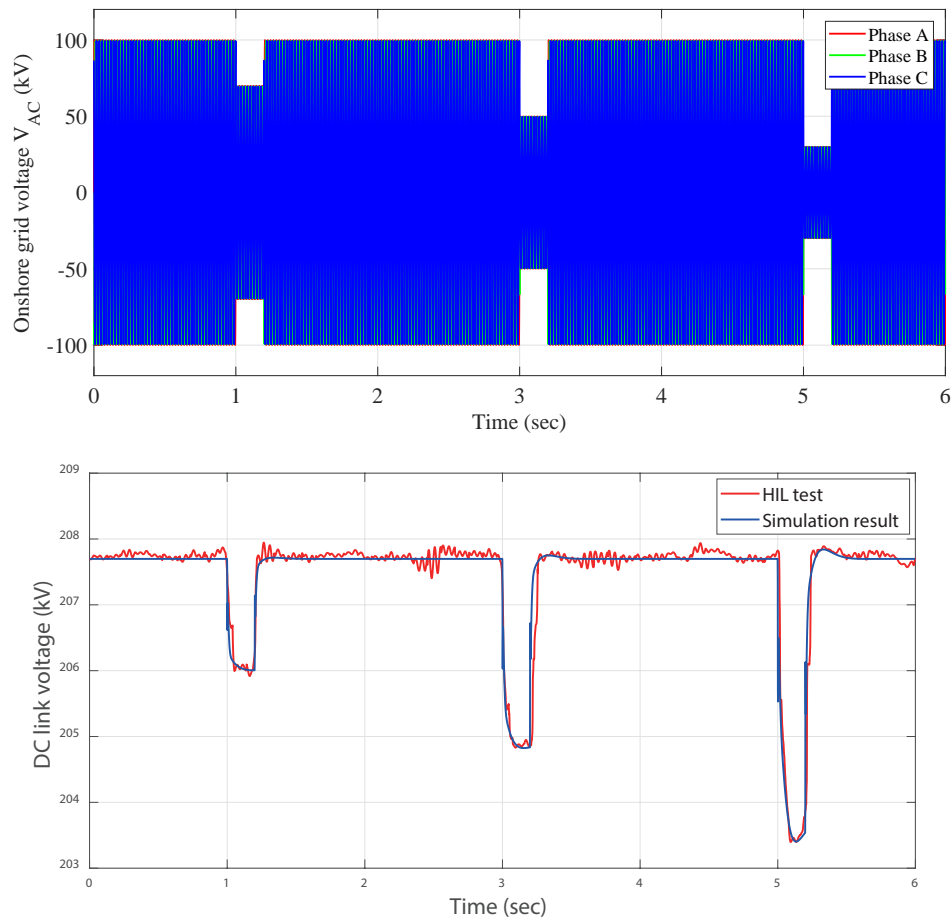 Onshore grid voltage V_AC (kV)
100
50
0
-50
-100
Phase A
Phase B
Phase C
0 1 2 3 4 5 6
Time (sec)
DC link voltage (kV)
209
208
207
206
205
204
203
HIL test
Simulation result
0 1 2 3 4 5 6
Time (sec)